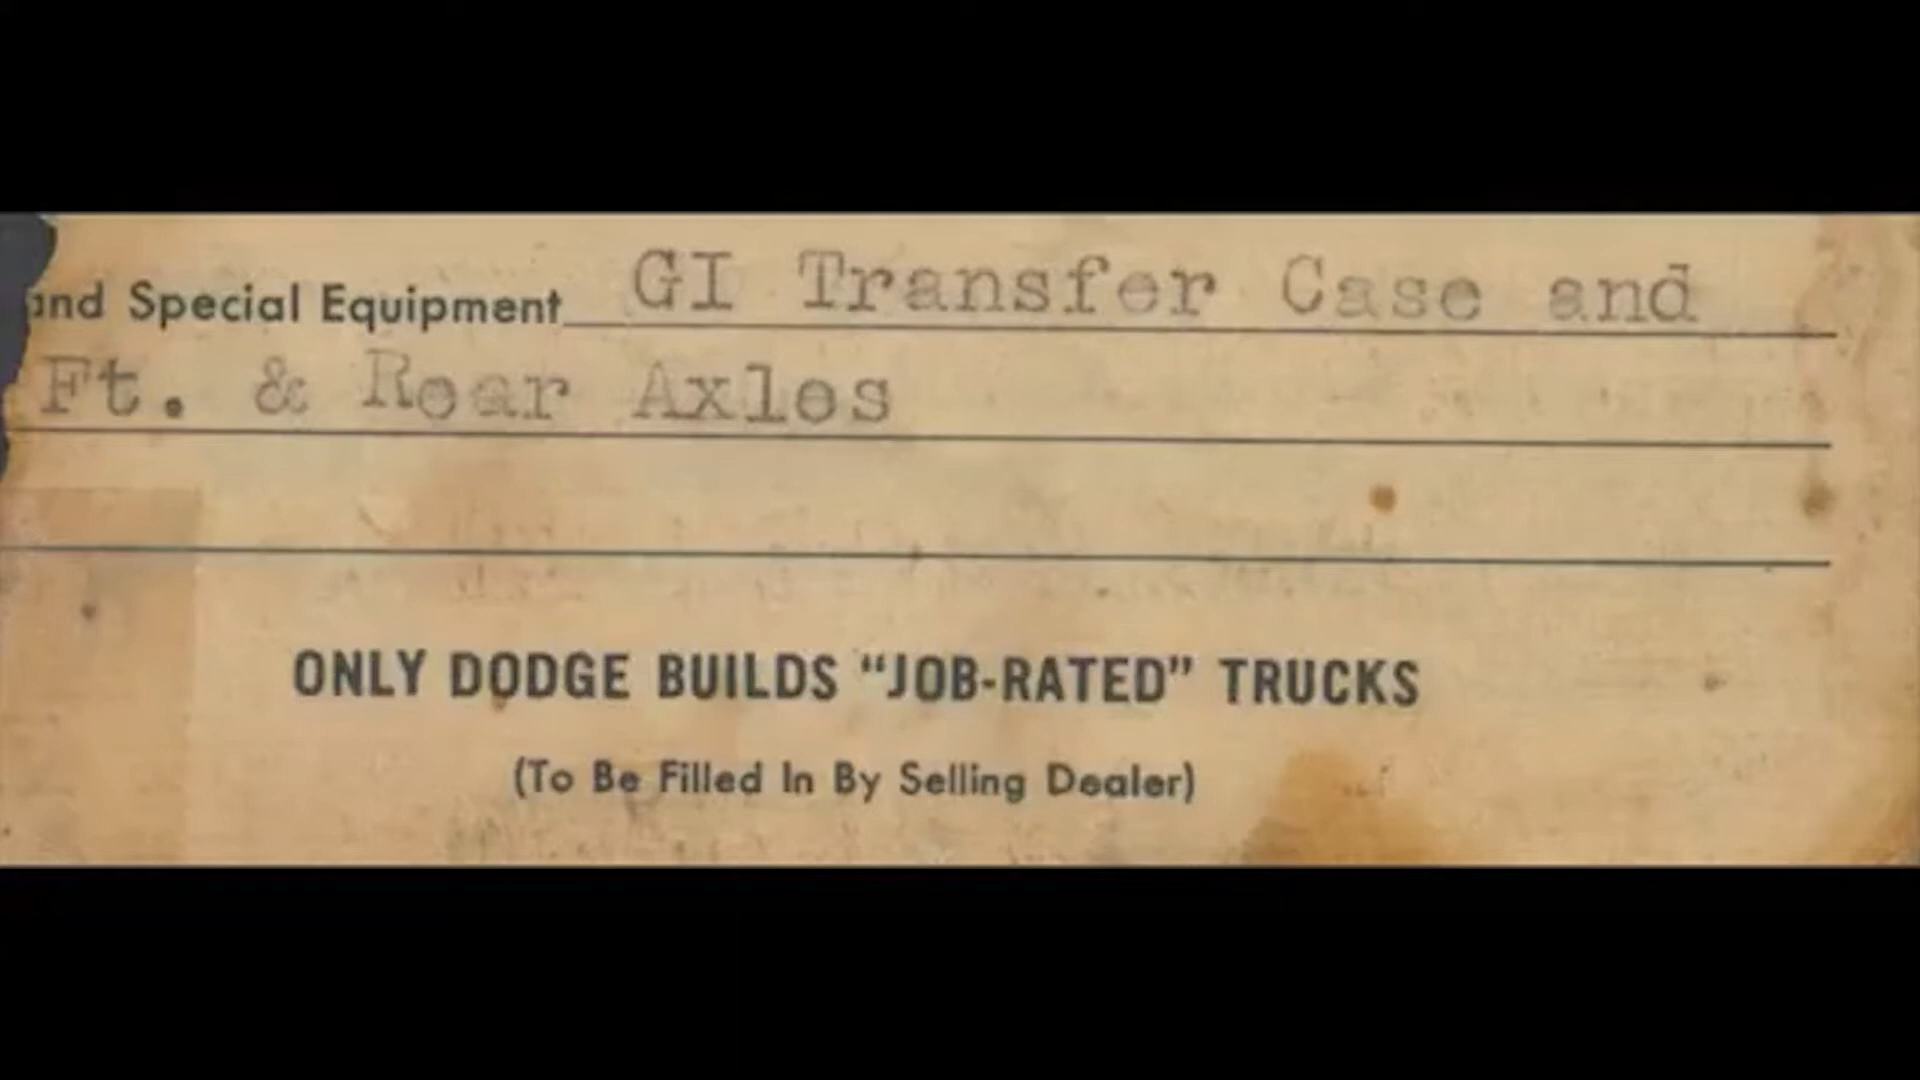 and Special Equipment GI Transfer Case and
Ft. & Rear Axles
ONLY DODGE BUILDS “JOB-RATED” TRUCKS
(To Be Filled In By Selling Dealer)